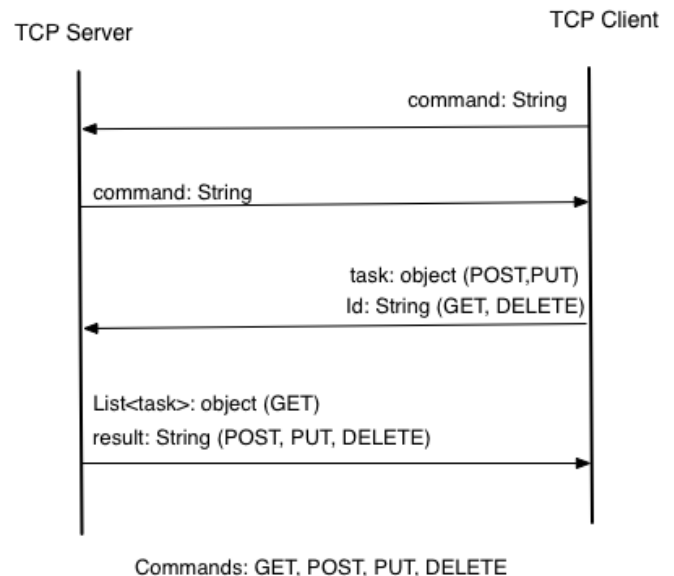 TCP Server
TCP Client
command: String
command: String
task: object (POST,PUT)
Id: String (GET, DELETE)
List<task>: object (GET)
result: String (POST, PUT, DELETE)
Commands: GET, POST, PUT, DELETE